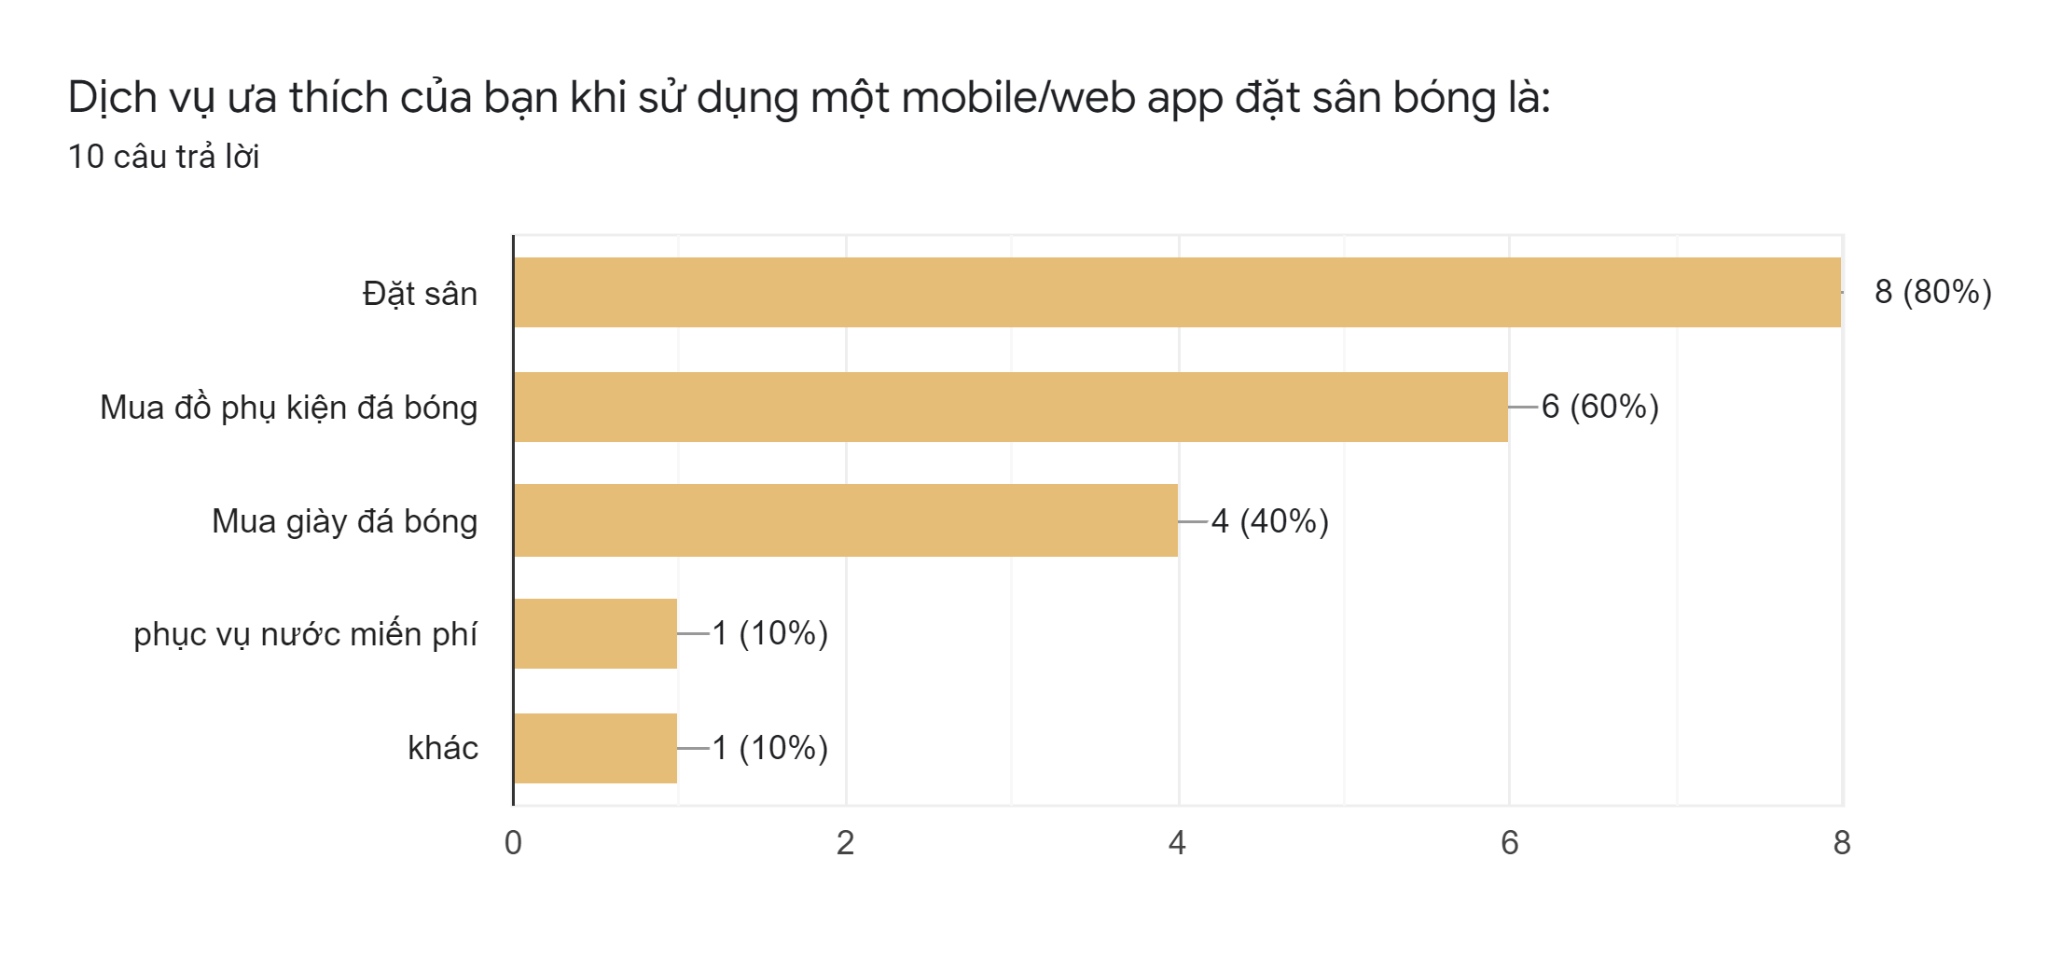 Dịch vụ ưa thích của bạn khi sử dụng một mobile/web app đặt sân bóng là:
10 câu trả lời
Đặt sân 8 (80%)
Mua đồ phụ kiện đá bóng 6 (60%)
Mua giày đá bóng 4 (40%)
phục vụ nước miến phí 1 (10%)
khác 1 (10%)
0 2 4 6 8